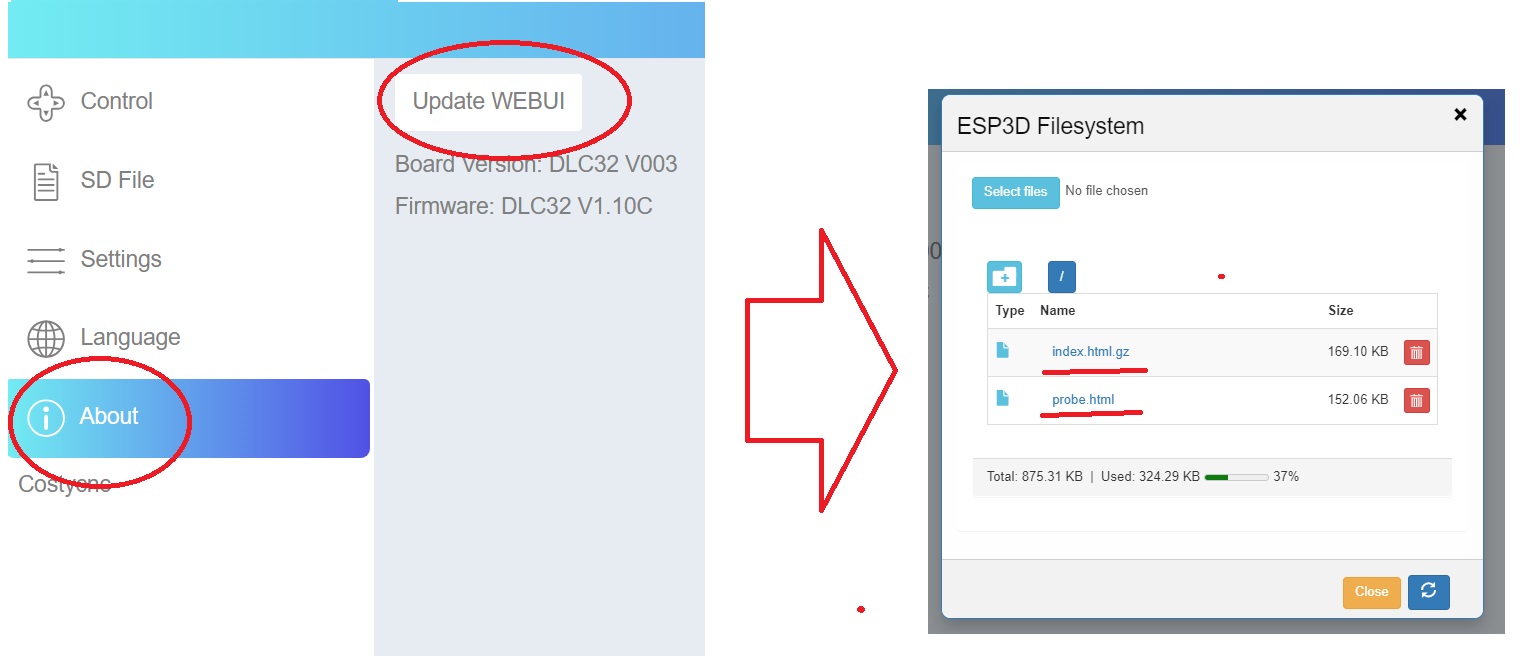 Control
SD File
Settings
Language
About
Costycnc
Update WEBUI
Board Version: DLC32 V003
Firmware: DLC32 V1.10C
ESP3D Filesystem
Select files No file chosen
/
Type Name Size
index.html.gz 169.10 KB
probe.html 152.06 KB
Total: 875.31 KB | Used: 324.29 KB 37%
Close